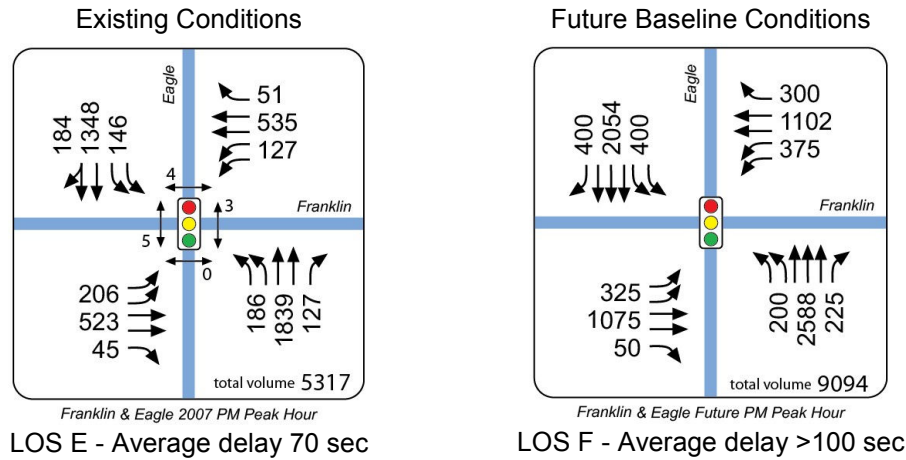 Existing Conditions
Eagle
184
1348
146
51
535
127
4
3
5
0
Franklin
206
523
45
186
1839
127
total volume 5317
Franklin & Eagle 2007 PM Peak Hour
LOS E - Average delay 70 sec
Future Baseline Conditions
Eagle
400
2054
400
300
1102
375
Franklin
325
1075
50
200
2588
225
total volume 9094
Franklin & Eagle Future PM Peak Hour
LOS F - Average delay >100 sec